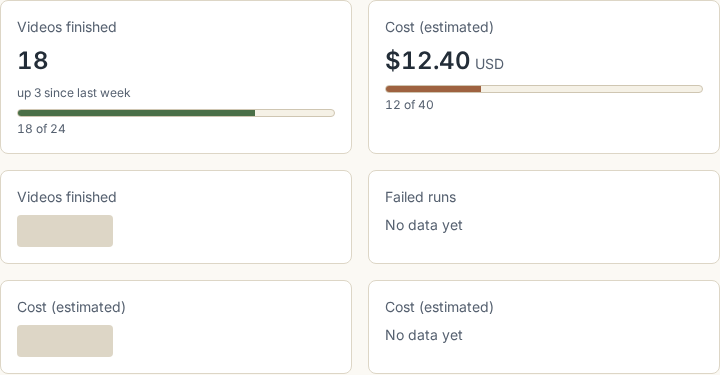 Videos finished
18
up 3 since last week
18 of 24
Cost (estimated)
$12.40 USD
12 of 40
Videos finished
Failed runs
No data yet
Cost (estimated)
Cost (estimated)
No data yet